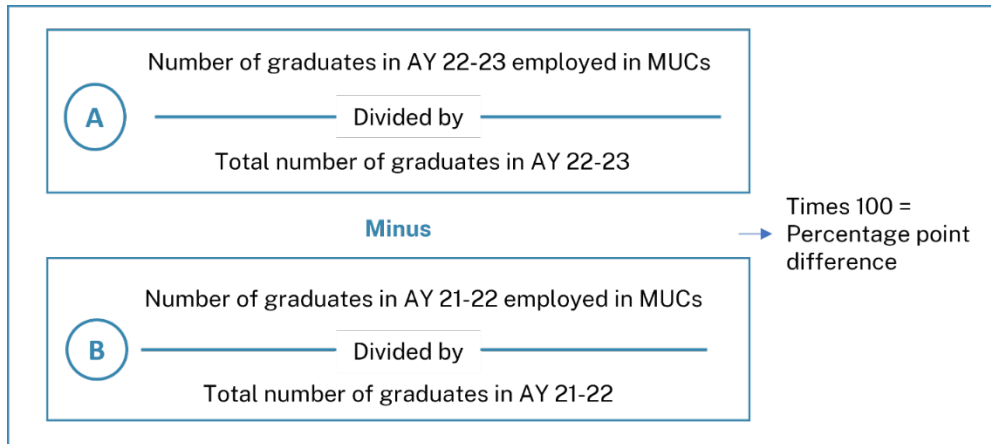 Number of graduates in AY 22-23 employed in MUCs
A
Divided by
Total number of graduates in AY 22-23
Minus
Times 100 =
Percentage point
difference
Number of graduates in AY 21-22 employed in MUCs
B
Divided by
Total number of graduates in AY 21-22